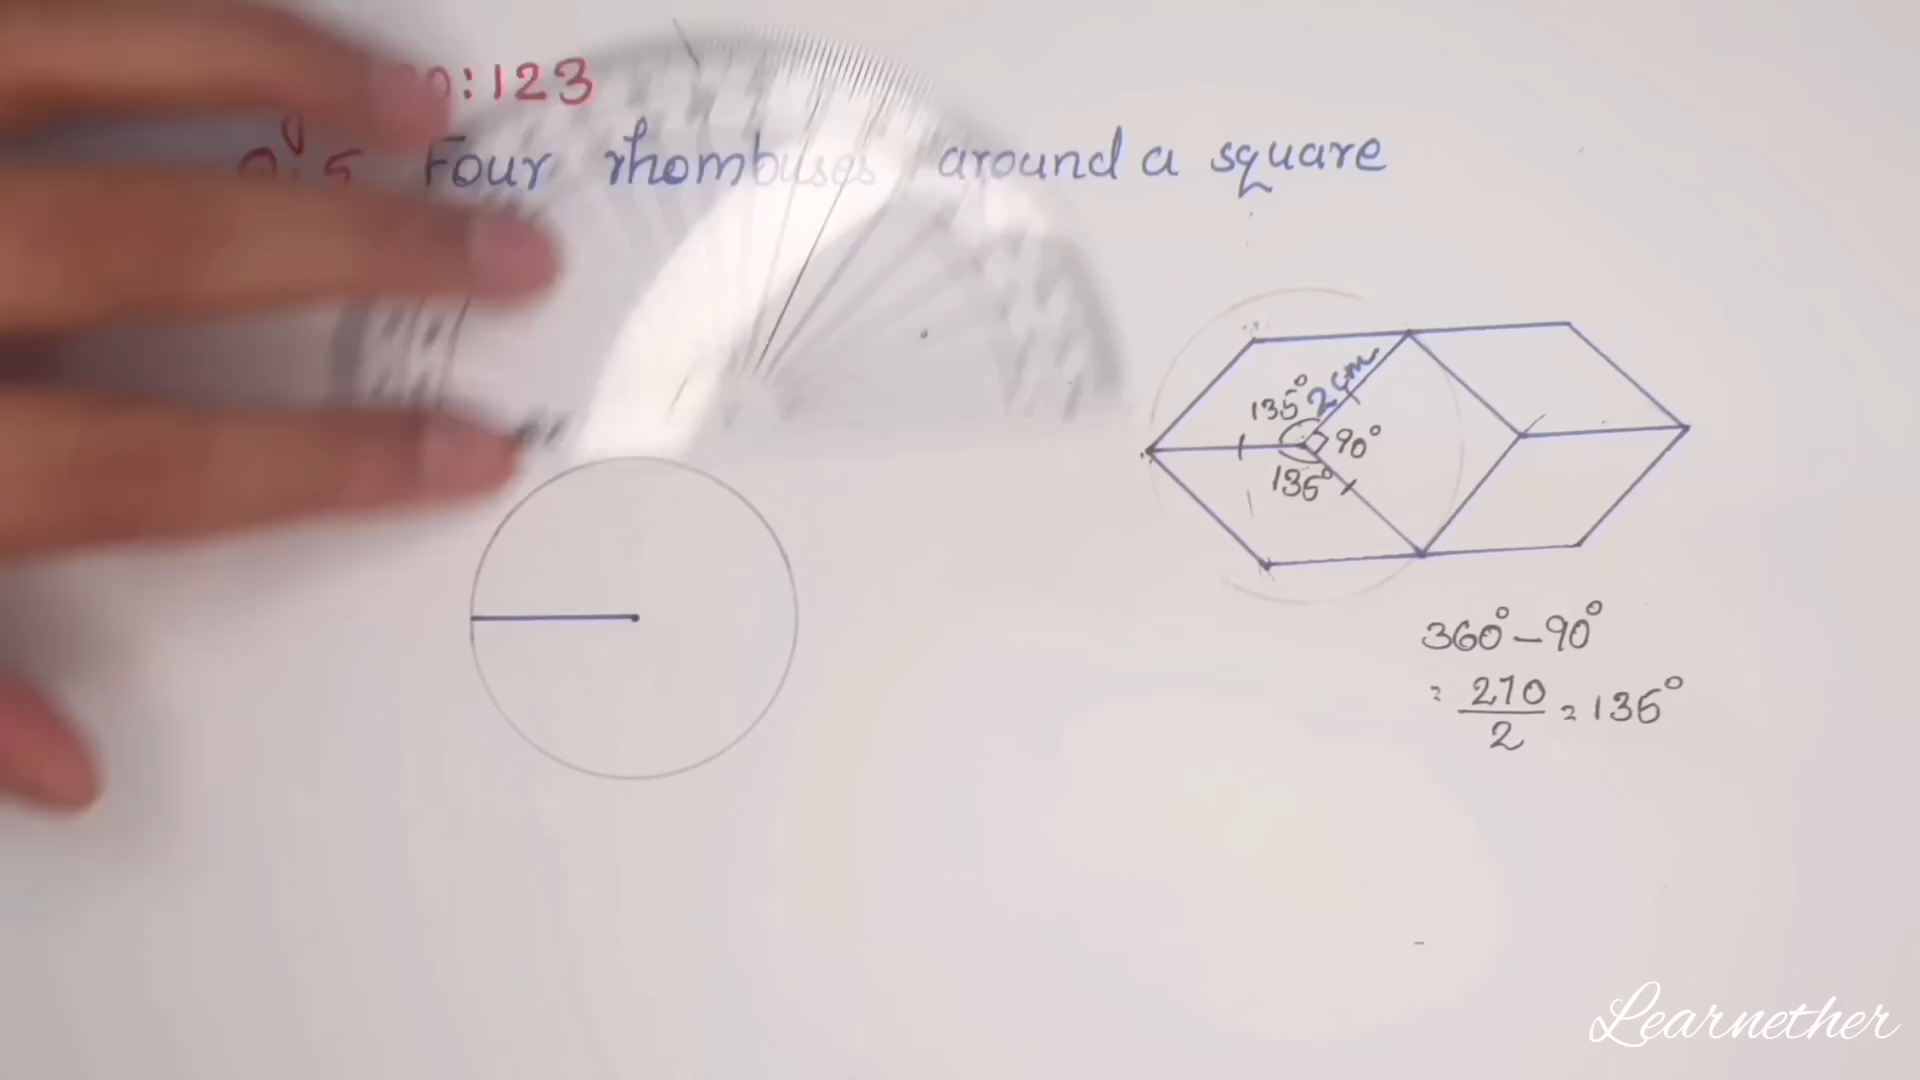 :123
Four rhombuses around a square
135° 2cm
90°
135°
360° - 90°
= 270/2 = 135°
Learnether